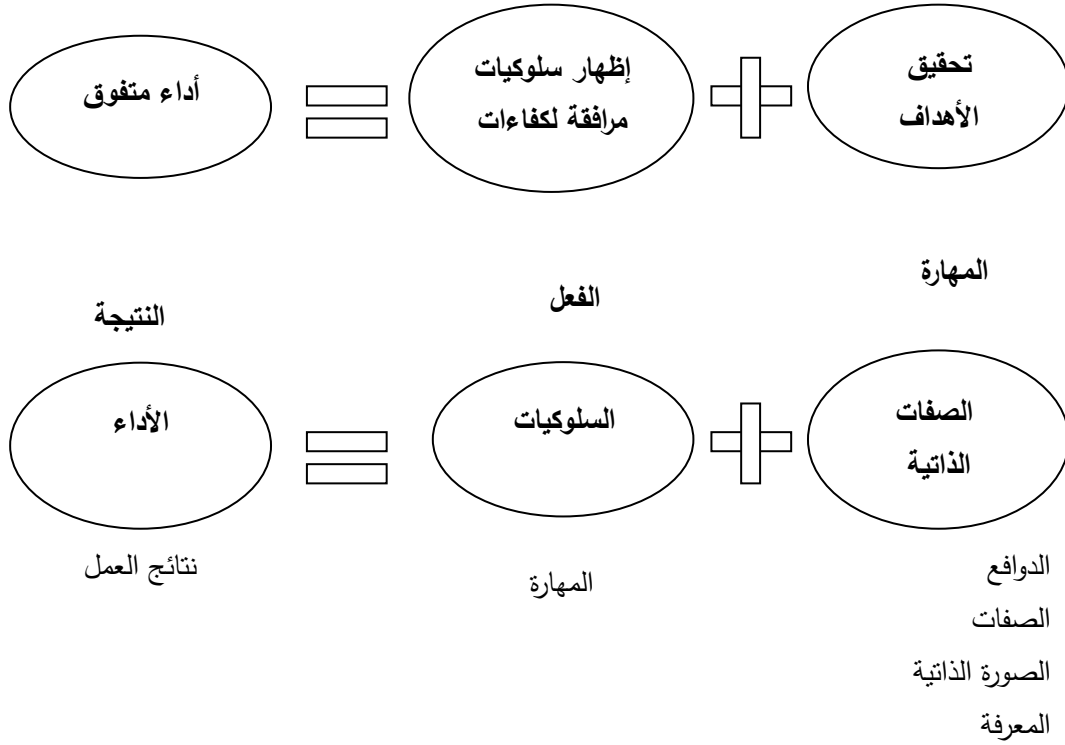 تحقيق
الأهداف
إظهار سلوكيات
مرافقة لكفاءات
أداء متفوق
المهارة
الفعل
النتيجة
الصفات
الذاتية
السلوكيات
الأداء
الدوافع
الصفات
الصورة الذاتية
المعرفة
المهارة
نتائج العمل